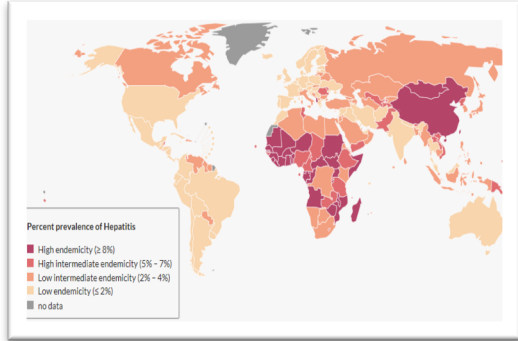 Percent prevalence of Hepatitis
High endemicity (≥ 8%)
High intermediate endemicity (5% – 7%)
Low intermediate endemicity (2% – 4%)
Low endemicity (≤ 2%)
no data